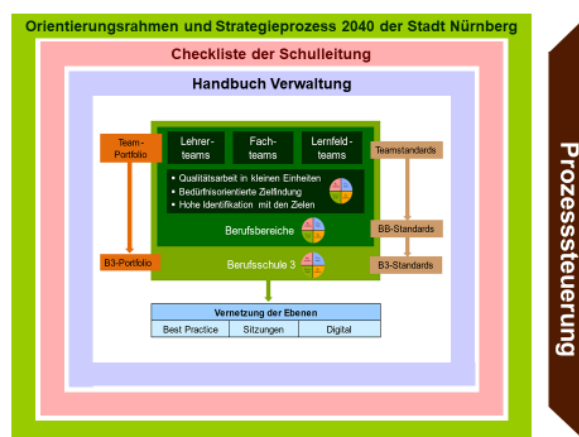 Orientierungsrahmen und Strategieprozess 2040 der Stadt Nürnberg
Checkliste der Schulleitung
Handbuch Verwaltung
Team-
Portfolio
Lehrer-
teams
Fach-
teams
Lernfeld-
teams
Teamstandards
• Qualitätsarbeit in kleinen Einheiten
• Bedürfnisorientierte Zielfindung
• Hohe Identifikation mit den Zielen
Berufsbereiche
BB-Standards
B3-Portfolio
Berufsschule 3
B3-Standards
Vernetzung der Ebenen
Best Practice
Sitzungen
Digital
Prozesssteuerung